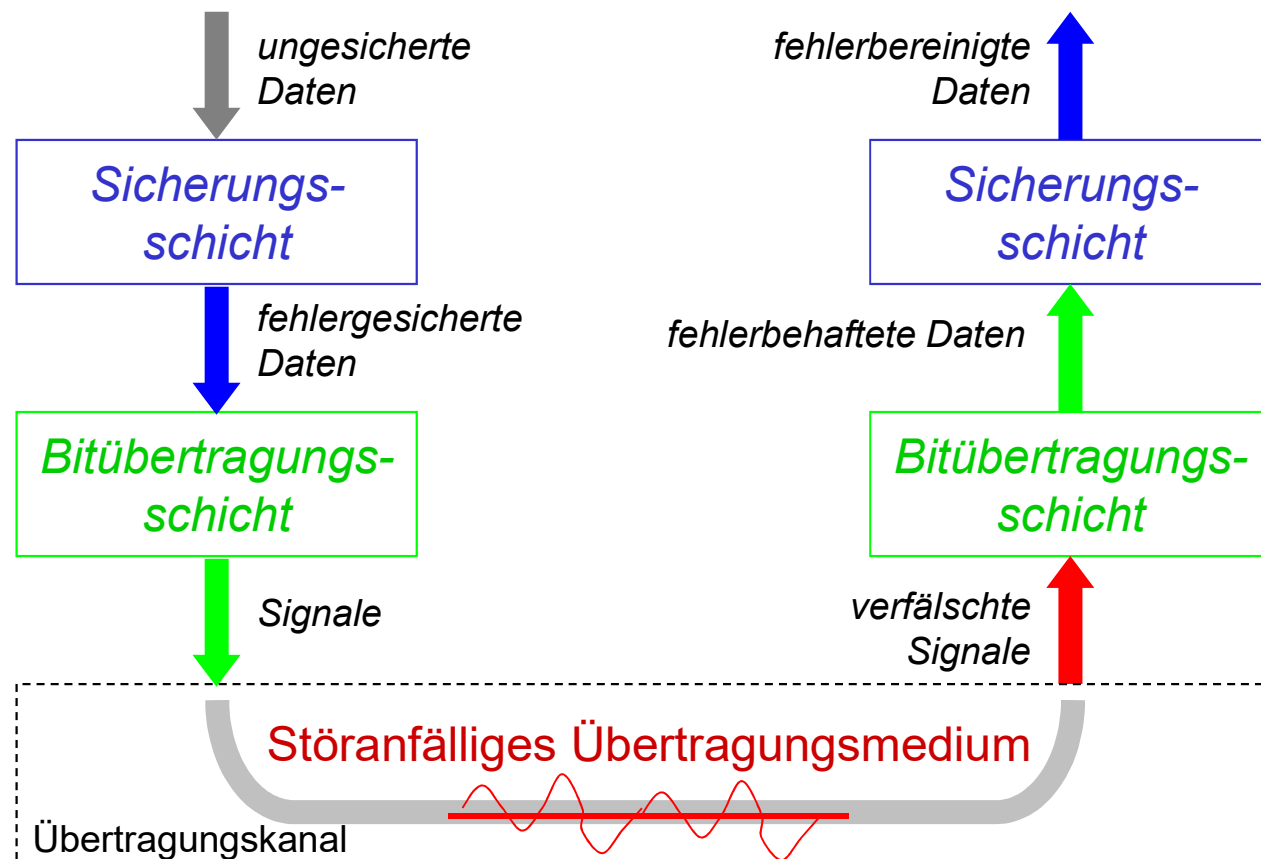 ungesicherte
Daten
fehlerbereinigte
Daten
Sicherungs-
schicht
Sicherungs-
schicht
fehlergesicherte
Daten
fehlerbehaftete Daten
Bitübertragungs-
schicht
Bitübertragungs-
schicht
Signale
verfälschte
Signale
Störanfälliges Übertragungsmedium
Übertragungskanal